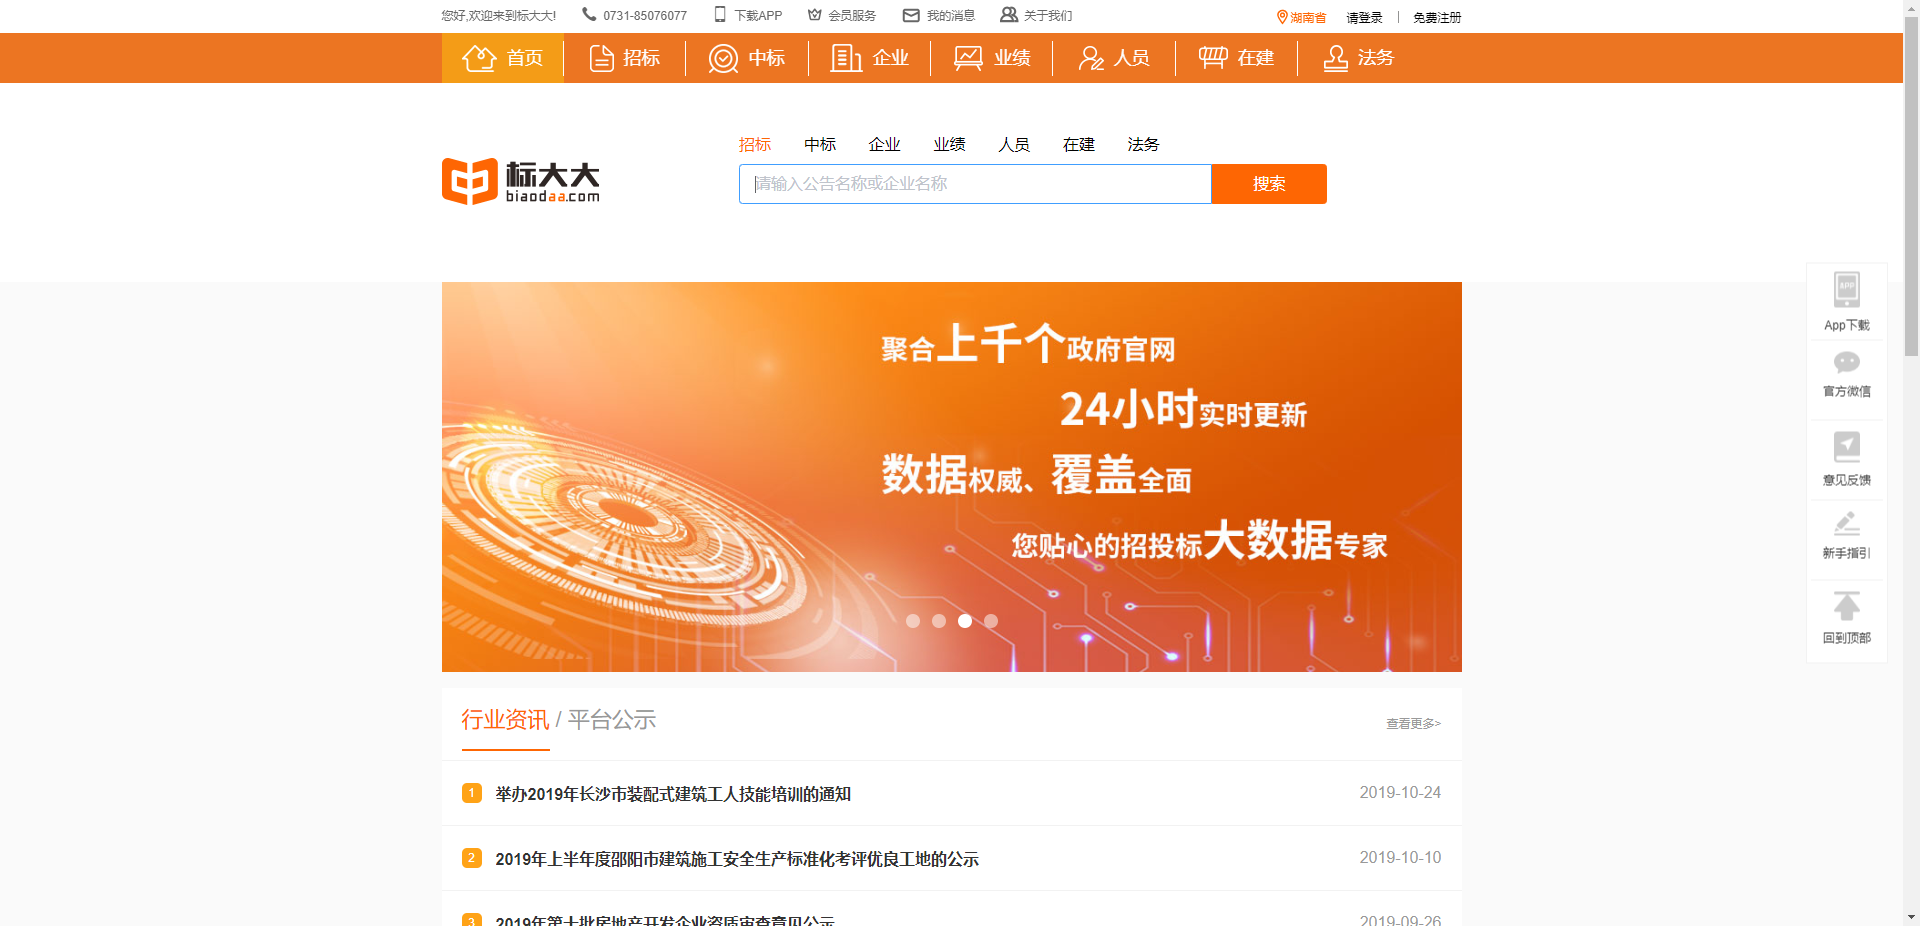 您好,欢迎来到标大大! 0731-85076077 下载APP 会员服务 我的消息 关于我们 湖南省 请登录 | 免费注册
首页 招标 中标 企业 业绩 人员 在建 法务
招标 中标 企业 业绩 人员 在建 法务
标大大
biaodaa.com
请输入公告名称或企业名称 搜索
聚合上千个政府官网
24小时实时更新
数据权威、覆盖全面
您贴心的招投标大数据专家
APP
App下载
官方微信
意见反馈
新手指引
回到顶部
行业资讯 / 平台公示 查看更多>
1 举办2019年长沙市装配式建筑工人技能培训的通知 2019-10-24
2 2019年上半年度邵阳市建筑施工安全生产标准化考评优良工地的公示 2019-10-10
3 2019年第十批房地产开发企业资质审查意见公示 2019-09-26